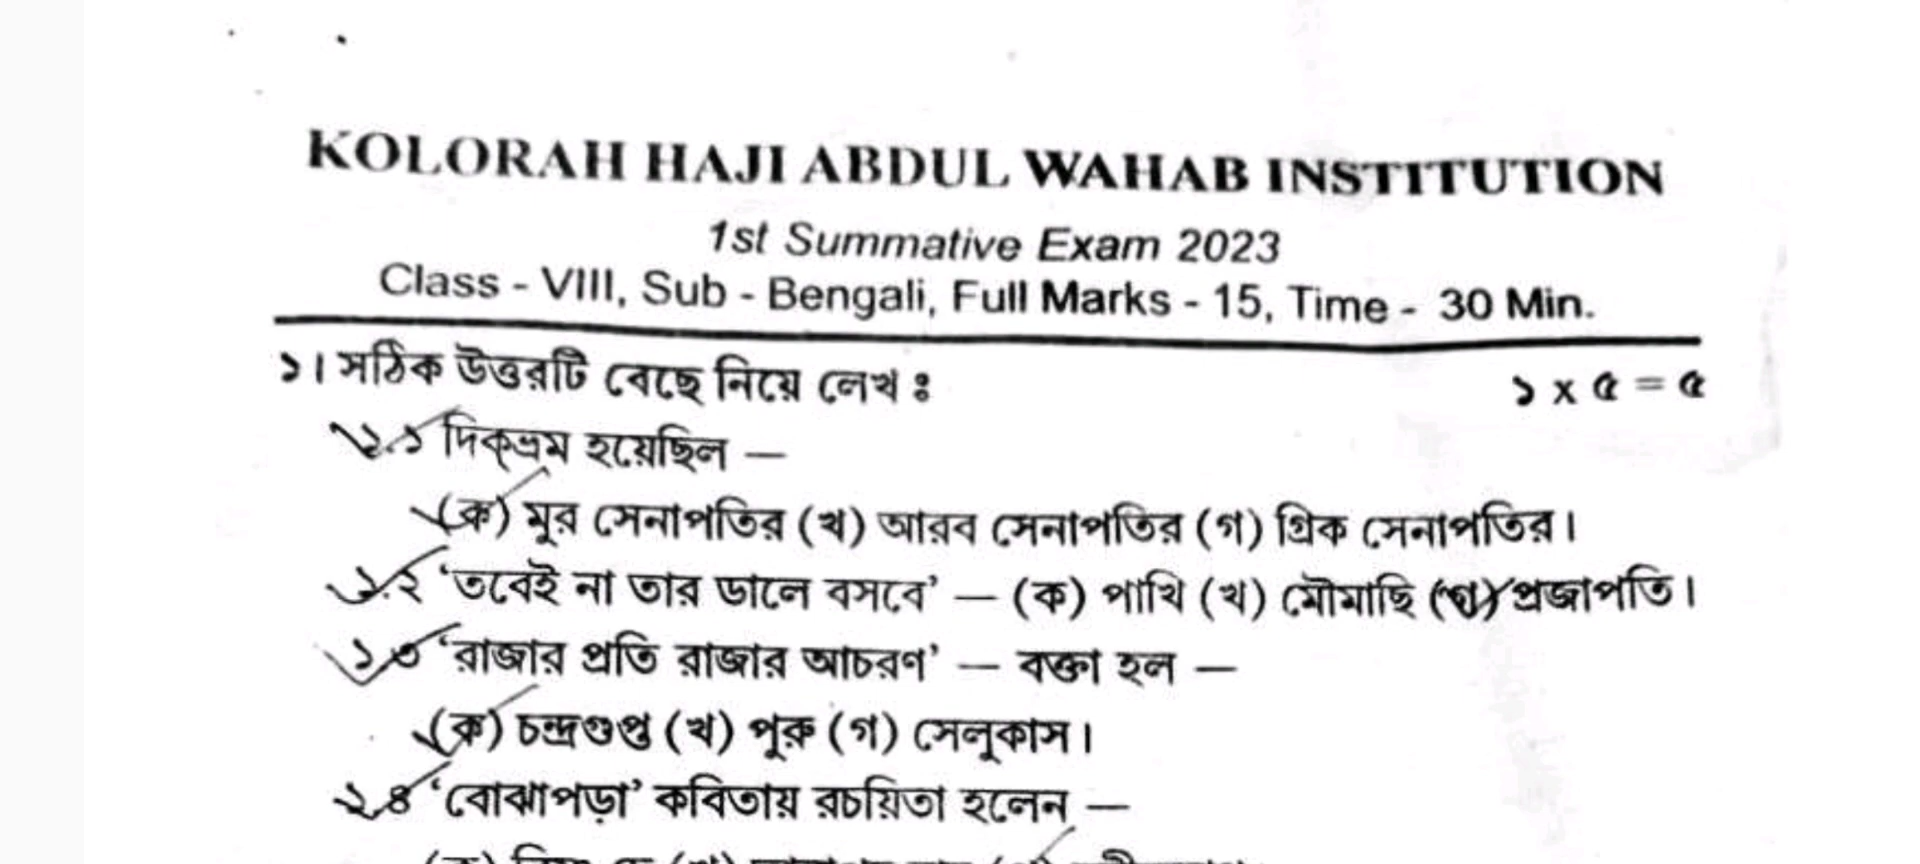 KOLORAH HAJI ABDUL WAHAB INSTITUTION
1st Summative Exam 2023
Class - VIII, Sub - Bengali, Full Marks - 15, Time - 30 Min.
১। সঠিক উত্তরটি বেছে নিয়ে লেখ ঃ ১ x ৫ = ৫
১.১ দিক্‌ভ্রম হয়েছিল —
(ক) মুর সেনাপতির (খ) আরব সেনাপতির (গ) গ্রিক সেনাপতির।
১.২ ‘তবেই না তার ডালে বসবে’ — (ক) পাখি (খ) মৌমাছি (গ) প্রজাপতি।
১.৩ ‘রাজার প্রতি রাজার আচরণ’ — বক্তা হল —
(ক) চন্দ্রগুপ্ত (খ) পুরু (গ) সেলুকাস।
১.৪ ‘বোঝাপড়া’ কবিতায় রচয়িতা হলেন —